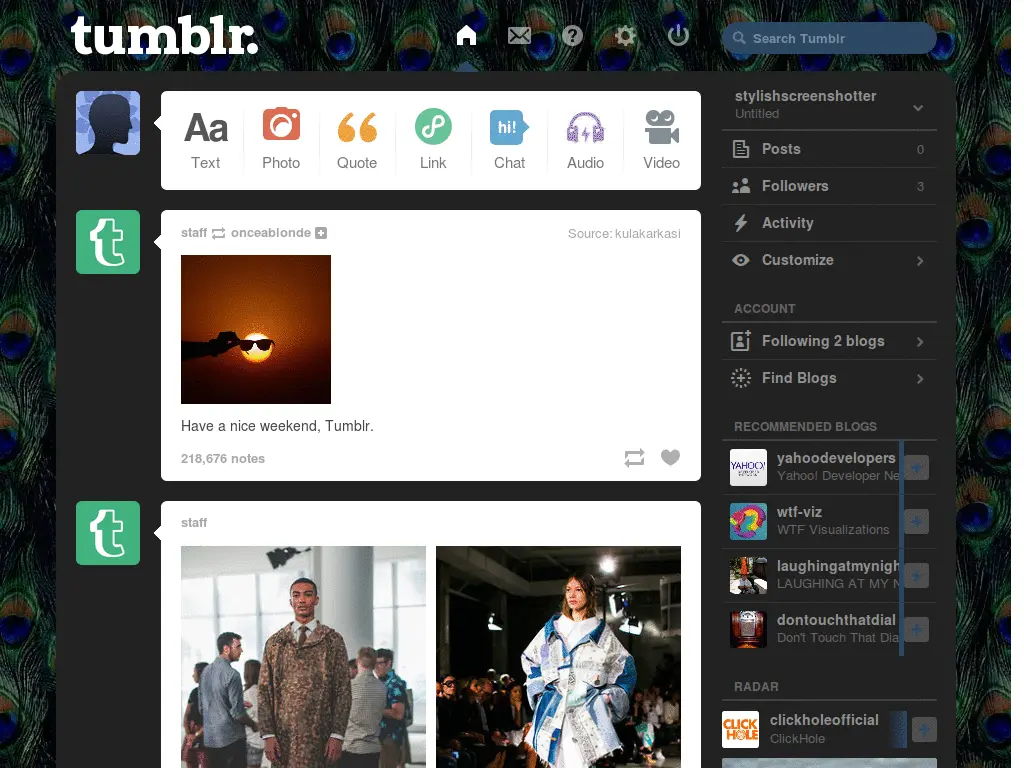 tumblr.
Search Tumblr
Aa
hi!
Text
Photo
Quote
Link
Chat
Audio
Video
staff onceablonde
Source: kulakarkasi
Have a nice weekend, Tumblr.
218,676 notes
staff
stylishscreenshotter
Untitled
Posts 0
Followers 3
Activity
Customize
ACCOUNT
Following 2 blogs
Find Blogs
RECOMMENDED BLOGS
YAHOO!
yahoodevelopers
Yahoo! Developer Ne
wtf-viz
WTF Visualizations
laughingatmynigh
LAUGHING AT MY N
dontouchthatdial
Don't Touch That Dia
RADAR
CLICK
HOLE
clickholeofficial
ClickHole